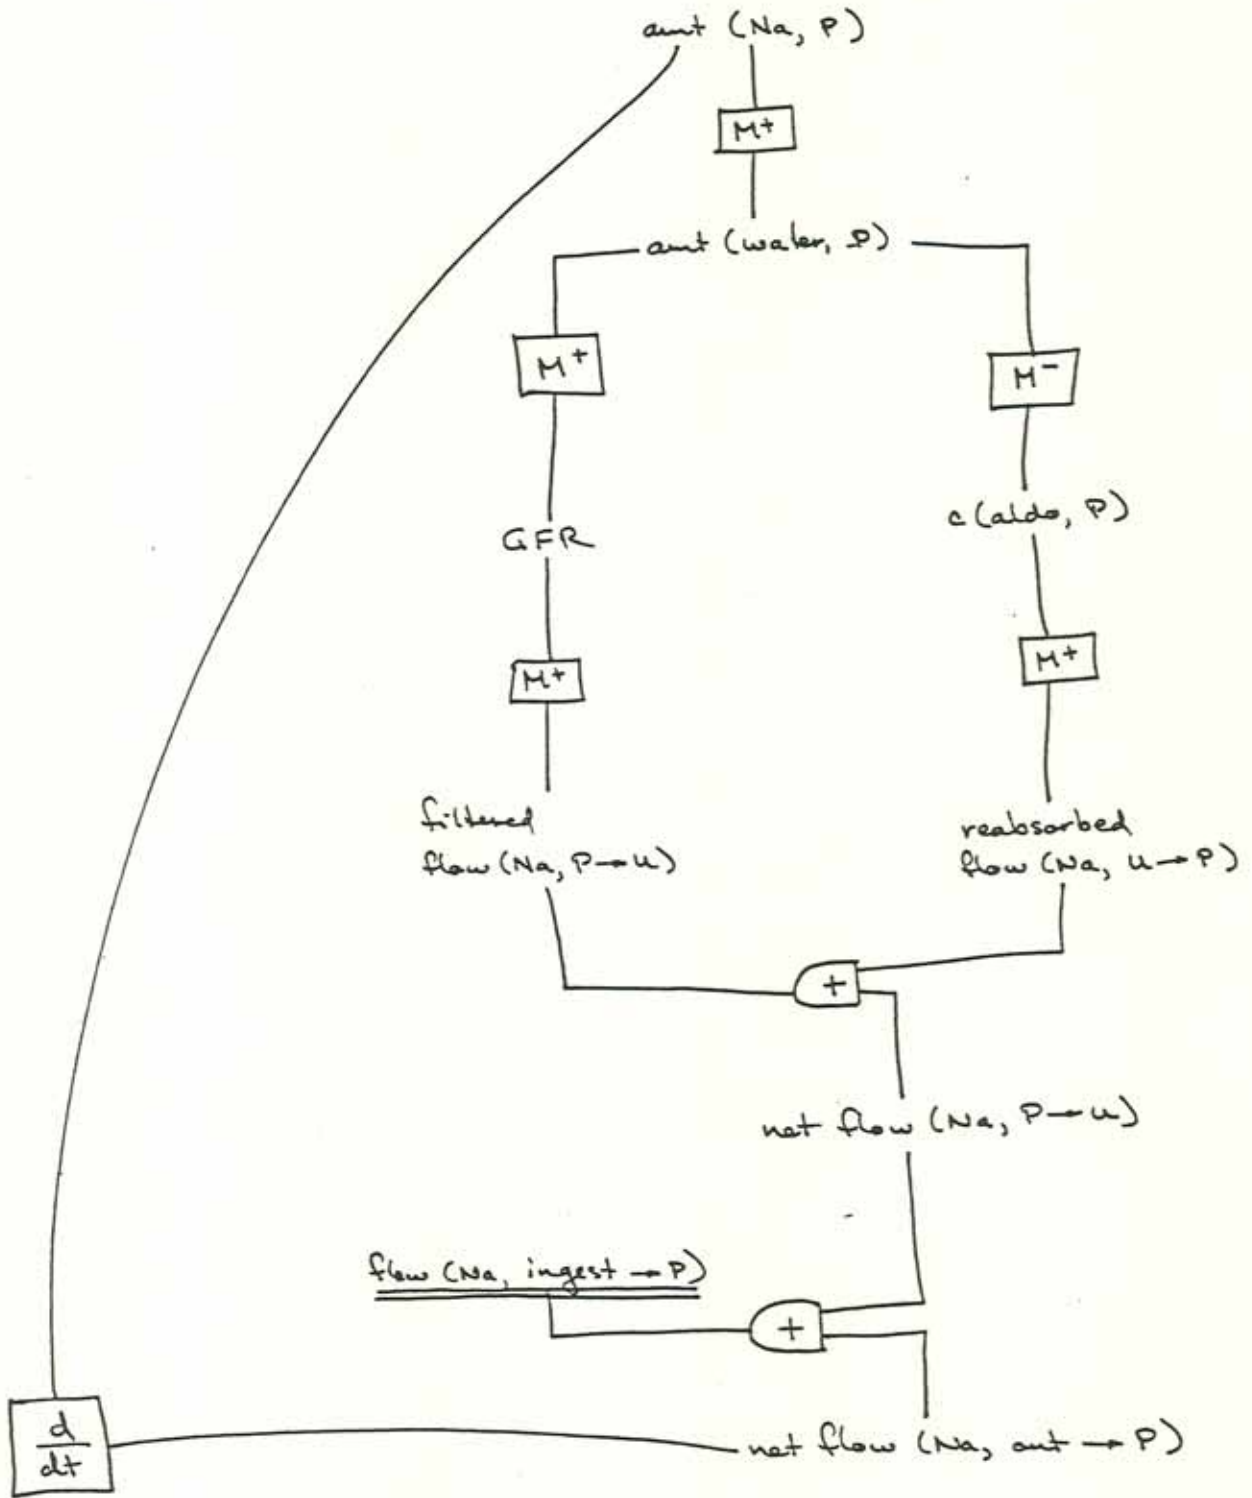 amt (Na, P)
M+
amt (water, P)
M+
M-
c (aldo, P)
GFR
M+
M+
filtered
flow (Na, P→u)
reabsorbed
flow (Na, u→P)
+
net flow (Na, P→u)
flow (Na, ingest→P)
+
d
dt
net flow (Na, out→P)